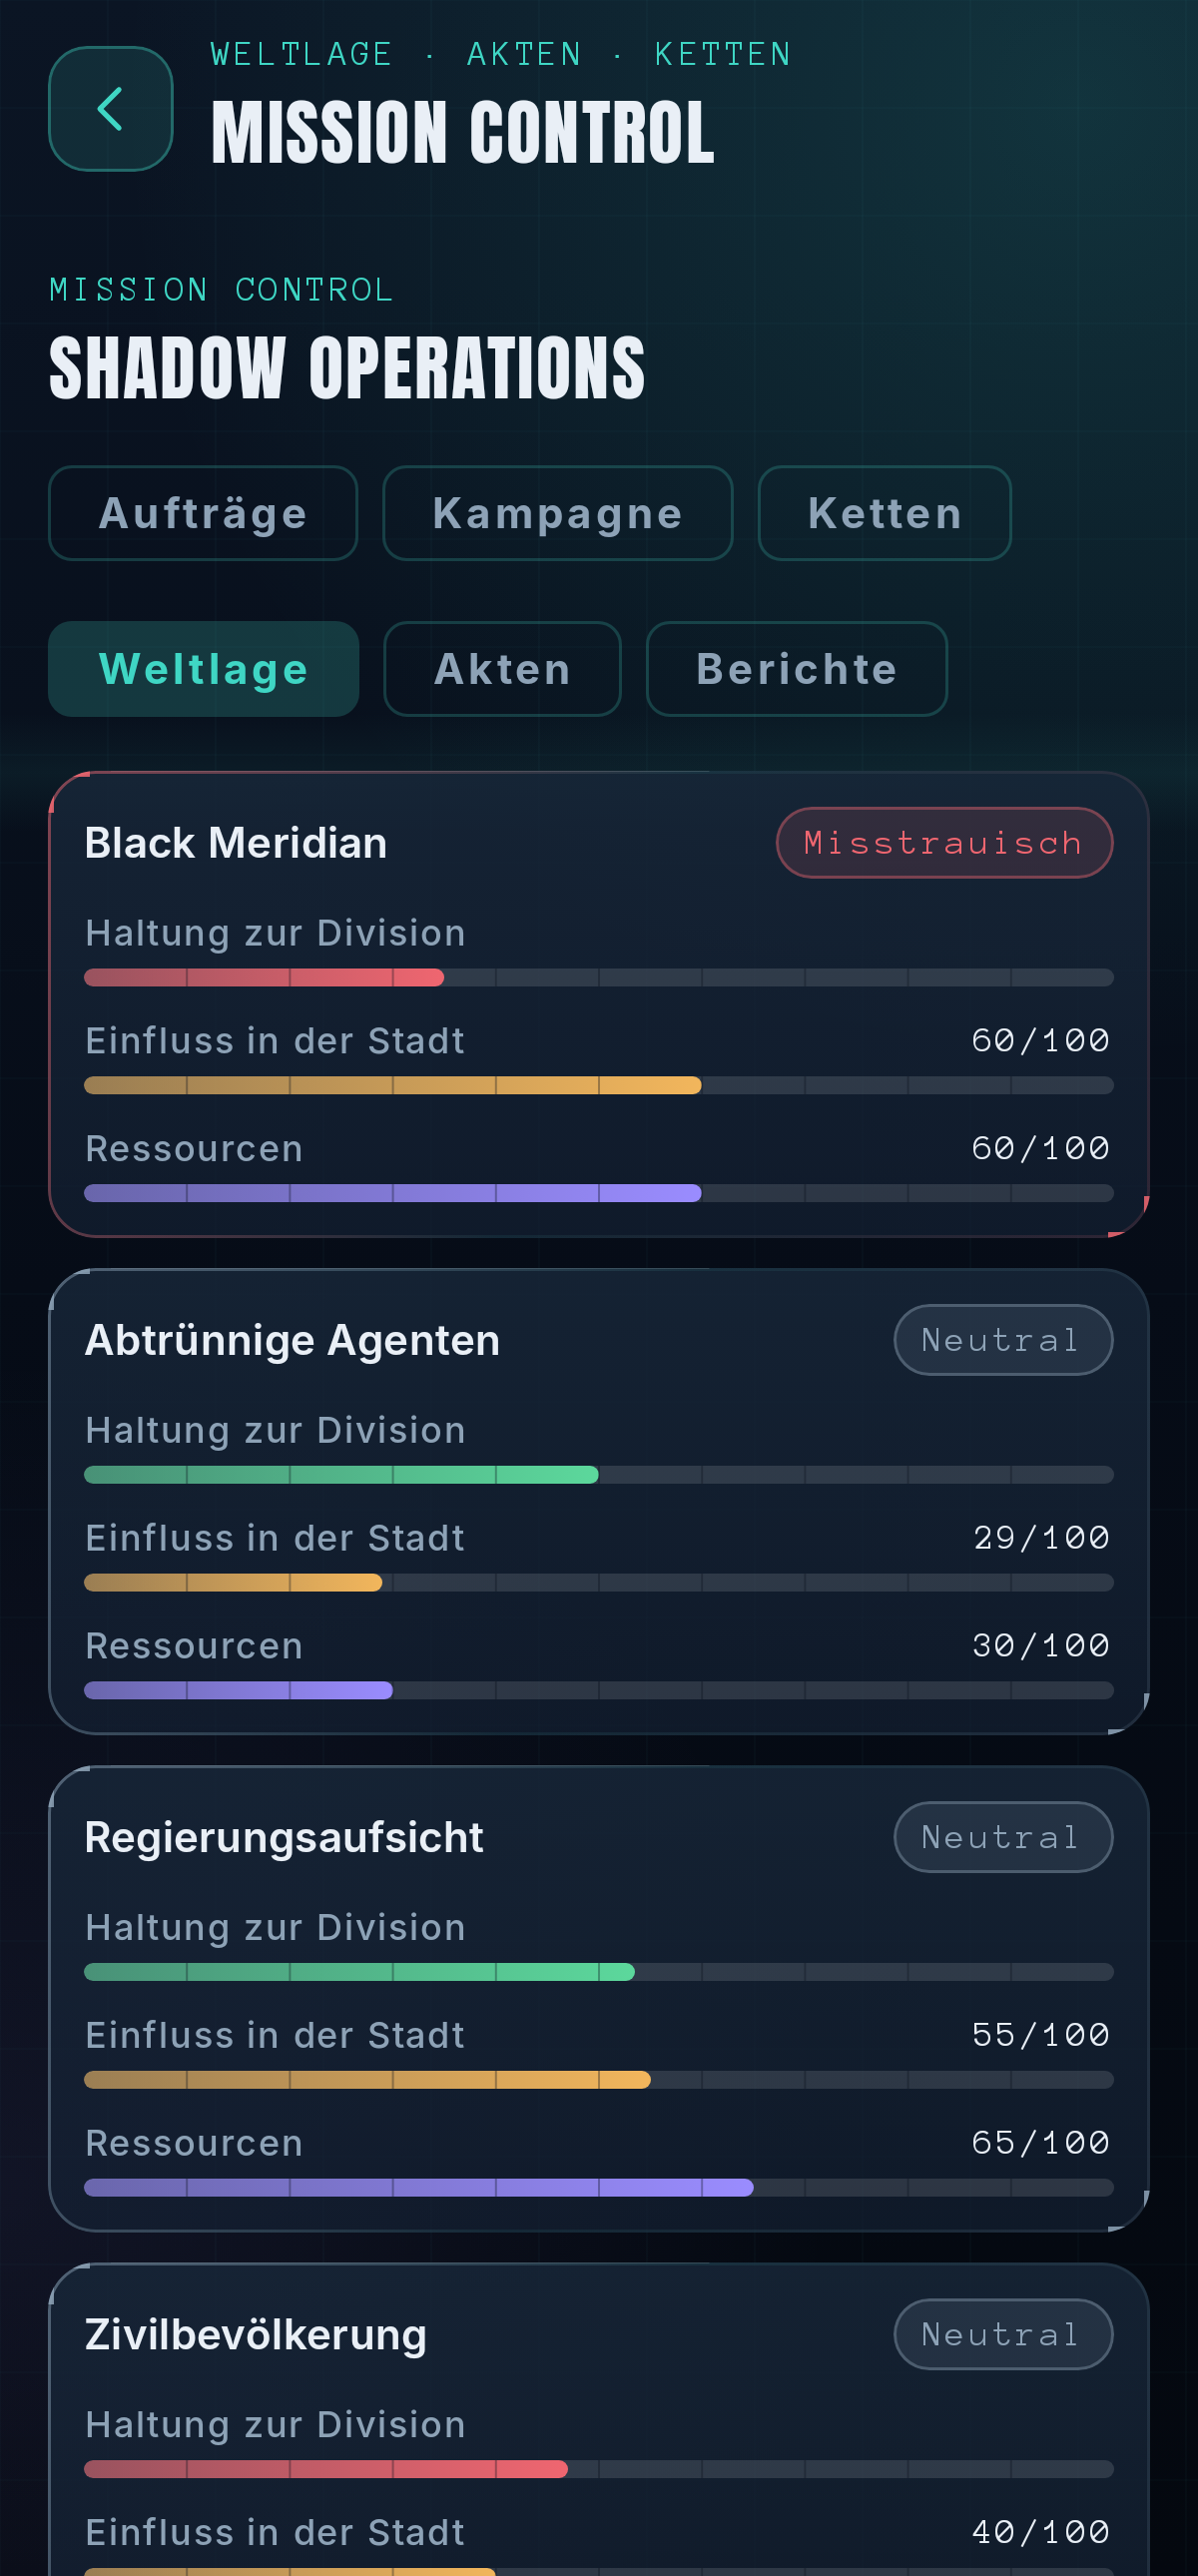 WELTLAGE · AKTEN · KETTEN
MISSION CONTROL
MISSION CONTROL
SHADOW OPERATIONS
Aufträge Kampagne Ketten
Weltlage Akten Berichte
Black Meridian Misstrauisch
Haltung zur Division
Einfluss in der Stadt 60/100
Ressourcen 60/100
Abtrünnige Agenten Neutral
Haltung zur Division
Einfluss in der Stadt 29/100
Ressourcen 30/100
Regierungsaufsicht Neutral
Haltung zur Division
Einfluss in der Stadt 55/100
Ressourcen 65/100
Zivilbevölkerung Neutral
Haltung zur Division
Einfluss in der Stadt 40/100